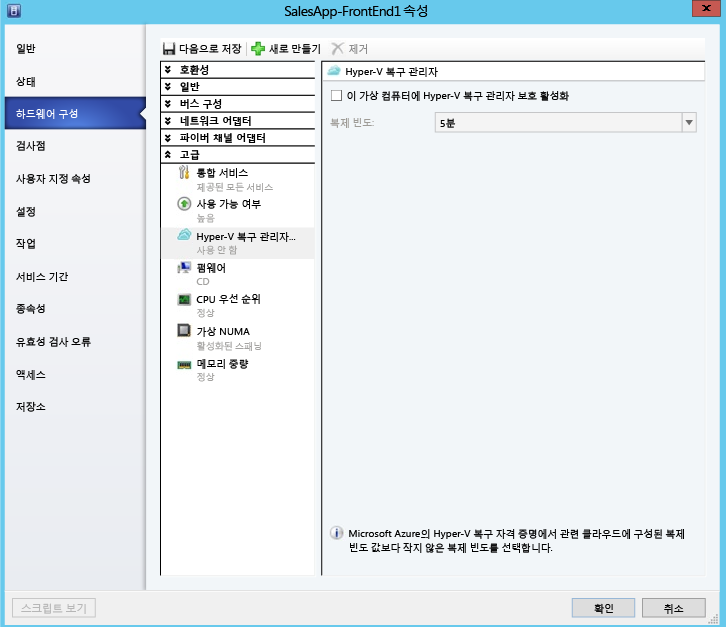 SalesApp-FrontEnd1 속성
일반
상태
하드웨어 구성
검사점
사용자 지정 속성
설정
작업
서비스 기간
종속성
유효성 검사 오류
액세스
저장소
다음으로 저장 새로 만들기 제거
호환성
일반
버스 구성
네트워크 어댑터
파이버 채널 어댑터
고급
통합 서비스
제공된 모든 서비스
사용 가능 여부
높음
Hyper-V 복구 관리자...
사용 안 함
펌웨어
CD
CPU 우선 순위
정상
가상 NUMA
활성화된 스패닝
메모리 중량
정상
Hyper-V 복구 관리자
이 가상 컴퓨터에 Hyper-V 복구 관리자 보호 활성화
복제 빈도: 5분
Microsoft Azure의 Hyper-V 복구 자격 증명에서 관련 클라우드에 구성된 복제
빈도 값보다 작지 않은 복제 빈도를 선택합니다.
스크립트 보기 확인 취소